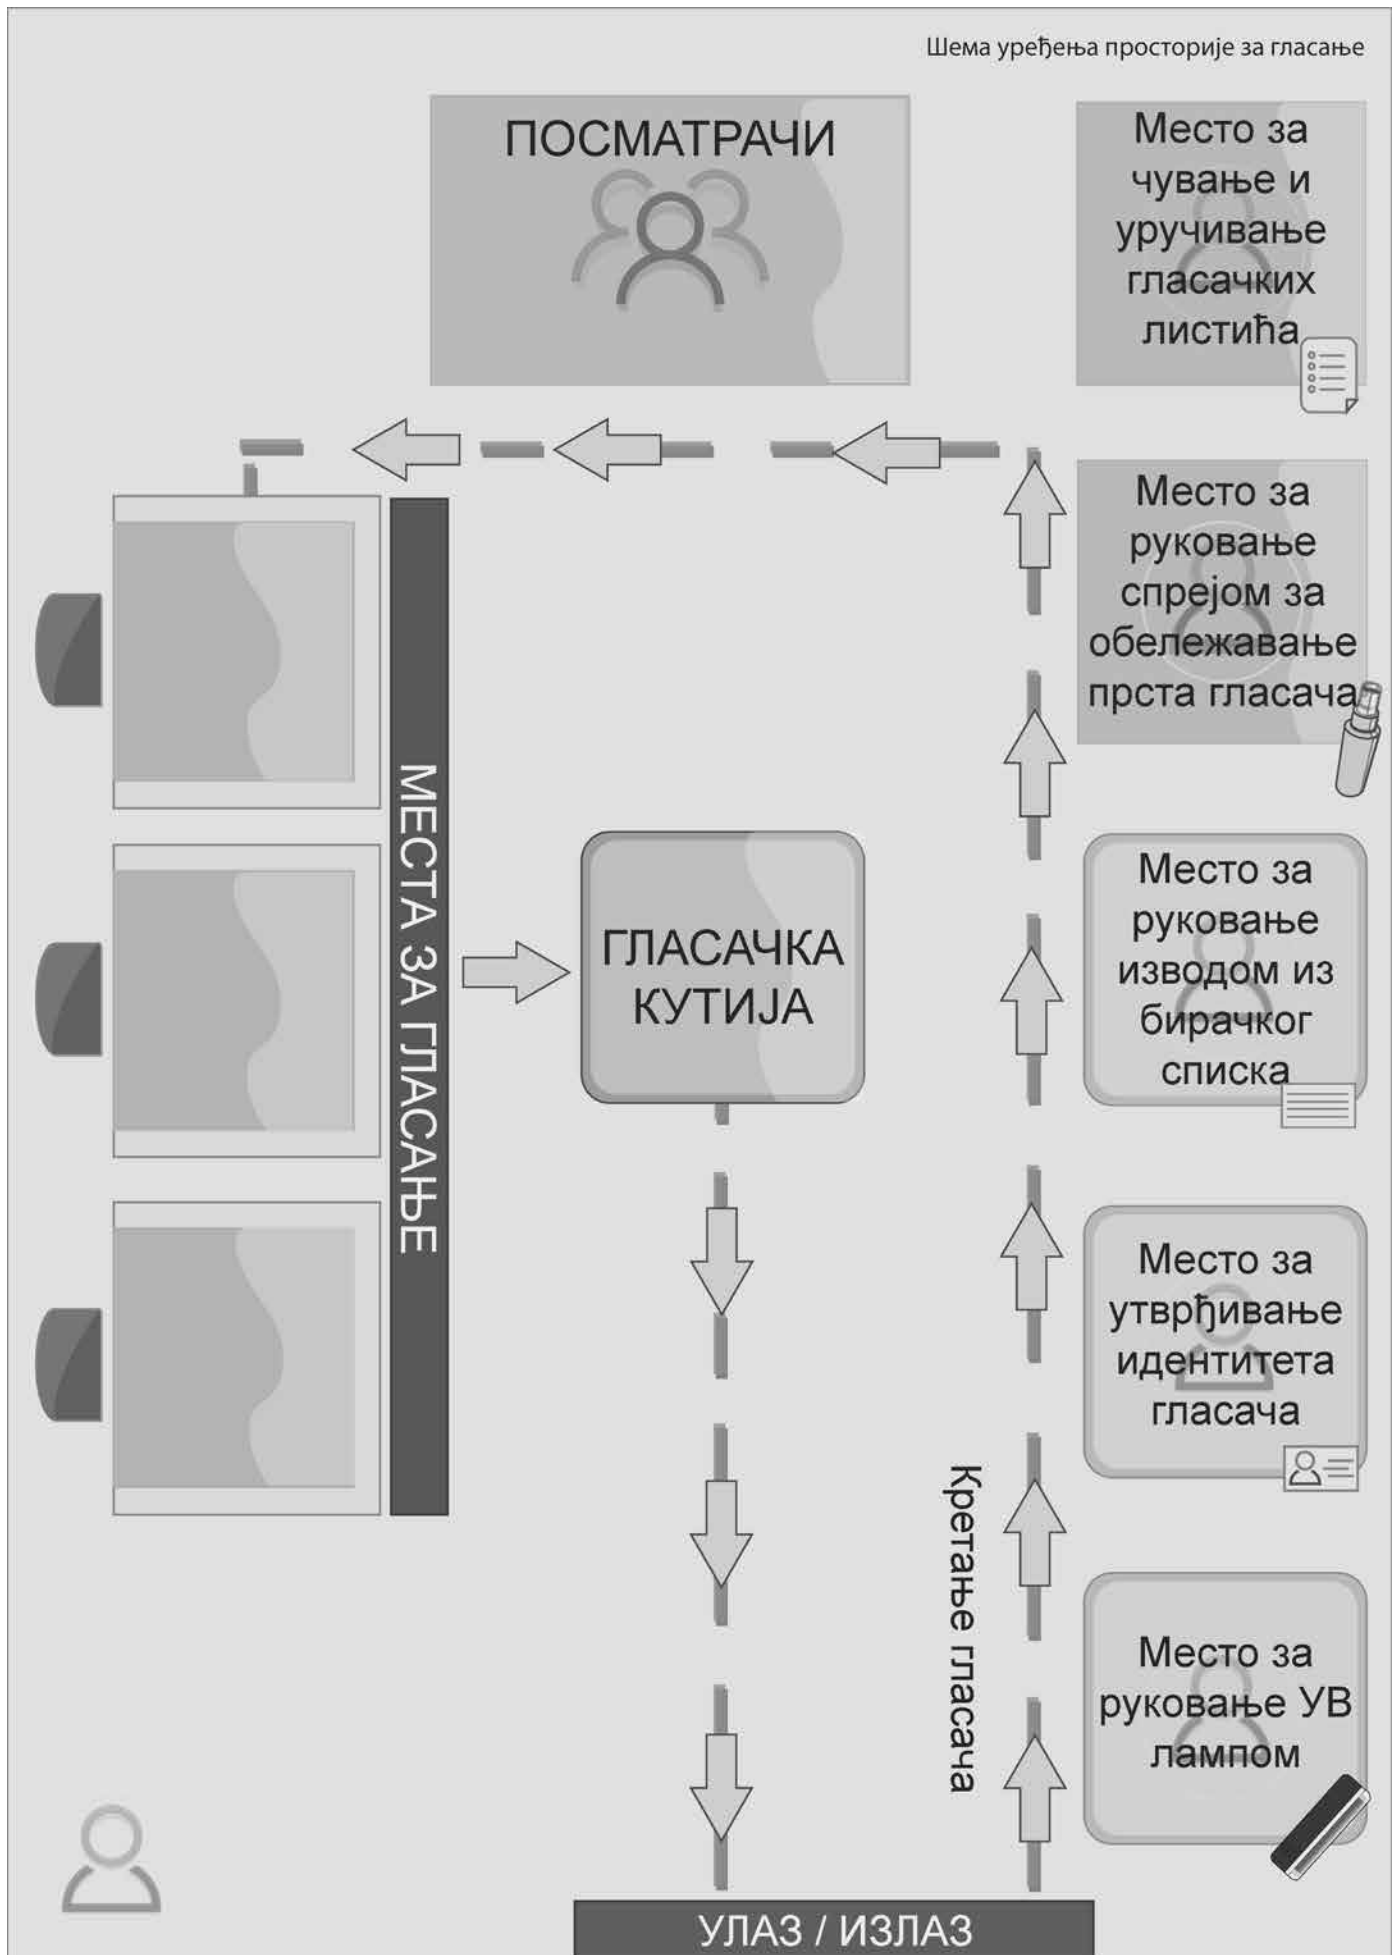 Шема уређења просторије за гласање
ПОСМАТРАЧИ
Место за
чување и
уручивање
гласачких
листића
Место за
руковање
спрејом за
обележавање
прста гласача
МЕСТА ЗА ГЛАСАЊЕ
ГЛАСАЧКА
КУТИЈА
Место за
руковање
изводом из
бирачког
списка
Место за
утврђивање
идентитета
гласача
Кретање гласача
Место за
руковање УВ
лампом
УЛАЗ / ИЗЛАЗ